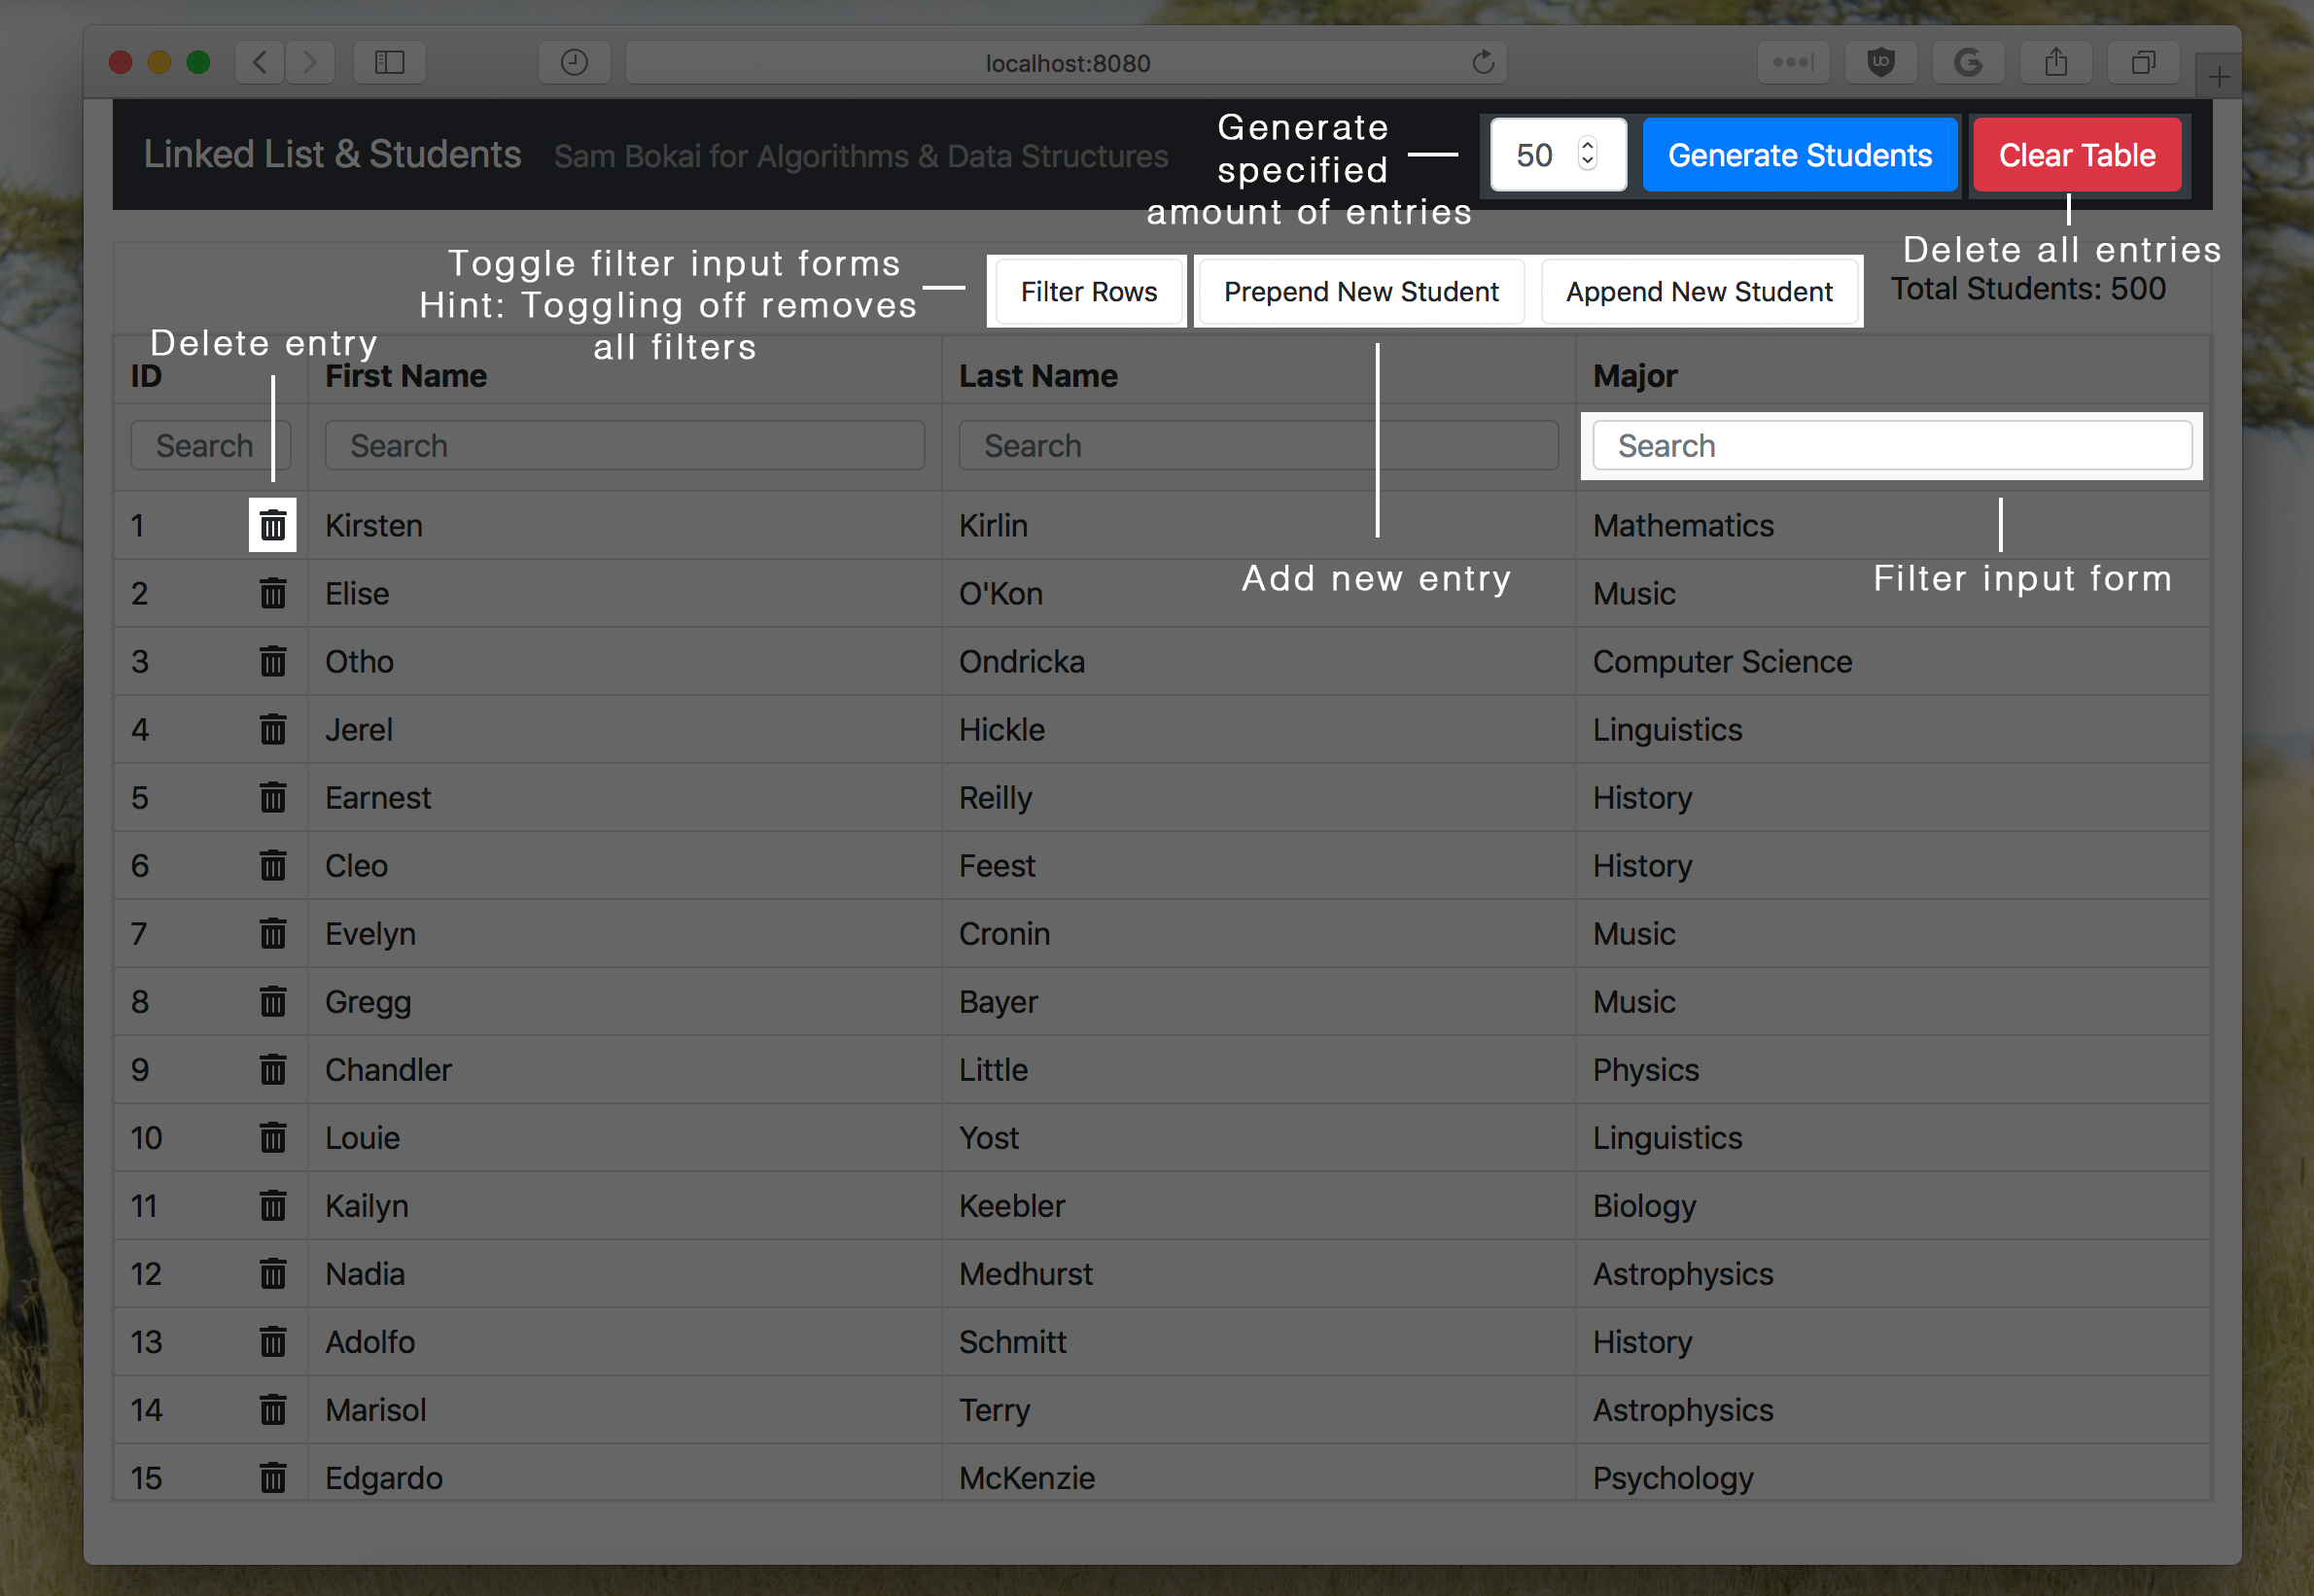 localhost:8080
Linked List & Students Sam Bokai for Algorithms & Data Structures
Generate
specified
amount of entries
50 Generate Students Clear Table
Delete all entries
Toggle filter input forms
Hint: Toggling off removes
all filters
Filter Rows Prepend New Student Append New Student Total Students: 500
Delete entry
ID First Name Last Name Major
Search Search Search Search
1 Kirsten Kirlin Mathematics
Add new entry
Filter input form
2 Elise O'Kon Music
3 Otho Ondricka Computer Science
4 Jerel Hickle Linguistics
5 Earnest Reilly History
6 Cleo Feest History
7 Evelyn Cronin Music
8 Gregg Bayer Music
9 Chandler Little Physics
10 Louie Yost Linguistics
11 Kailyn Keebler Biology
12 Nadia Medhurst Astrophysics
13 Adolfo Schmitt History
14 Marisol Terry Astrophysics
15 Edgardo McKenzie Psychology